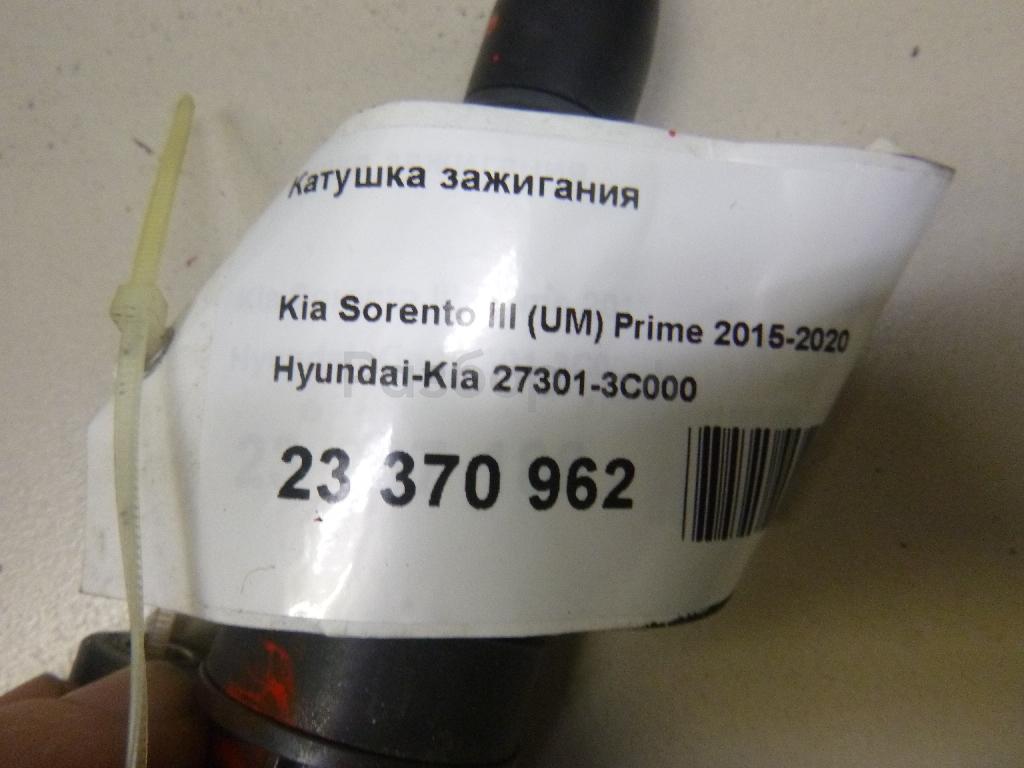 Катушка зажигания
Kia Sorento III (UM) Prime 2015-2020
Hyundai-Kia 27301-3C000
23 370 962